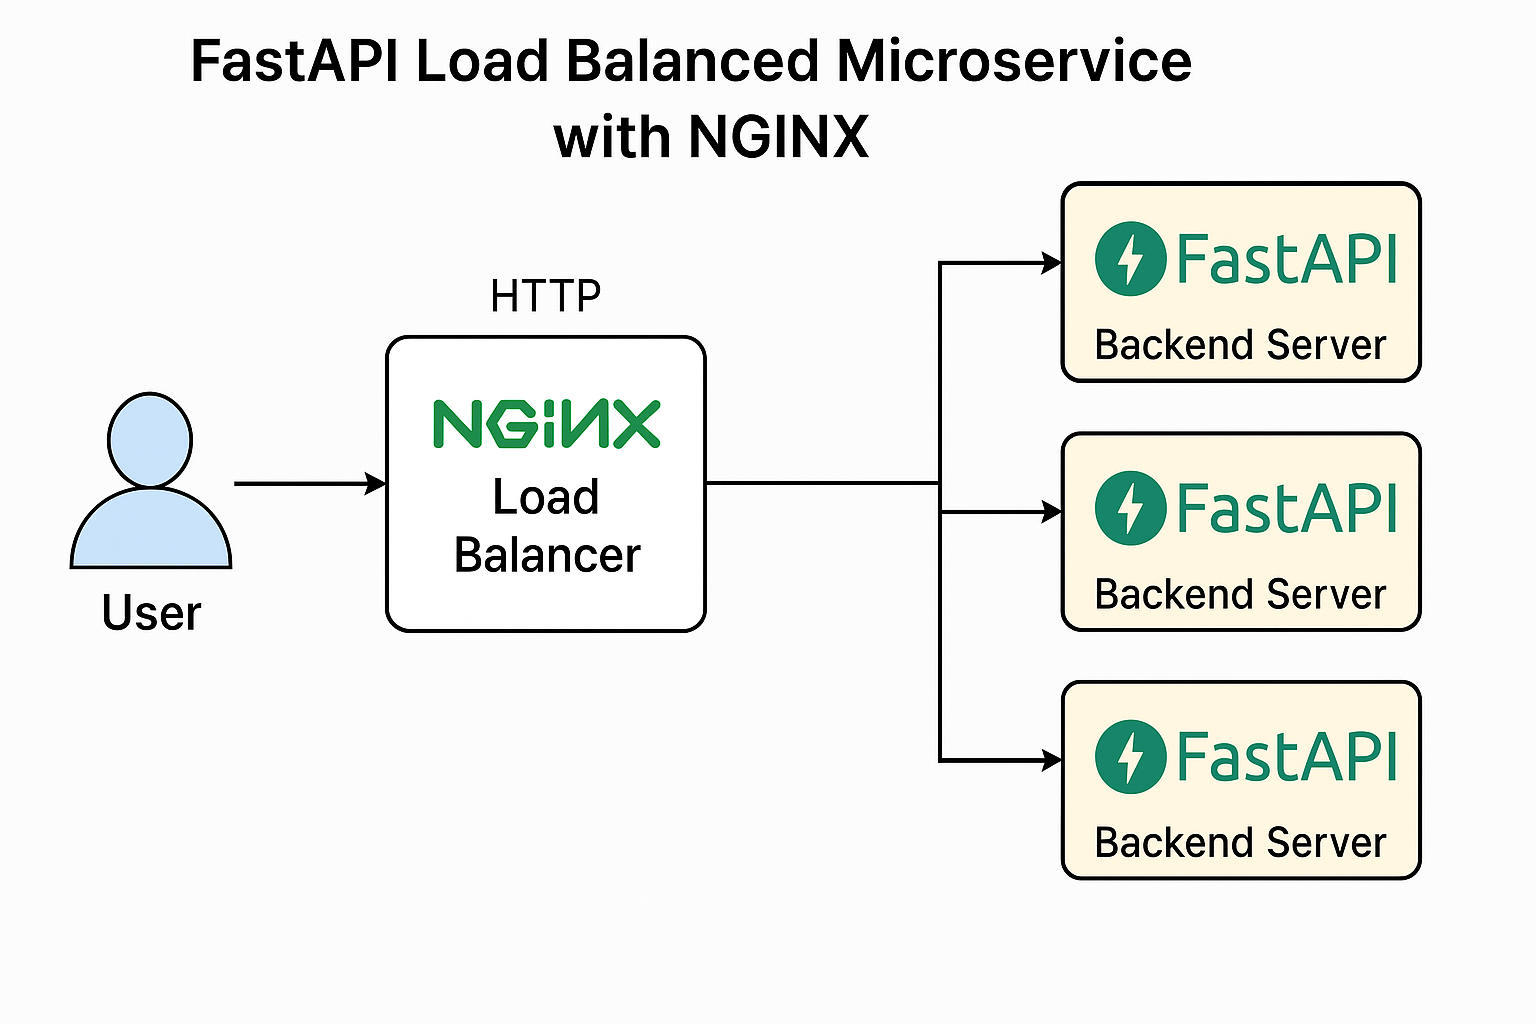 FastAPI Load Balanced Microservice
with NGINX
HTTP
NGINX
Load
Balancer
User
FastAPI
Backend Server
FastAPI
Backend Server
FastAPI
Backend Server